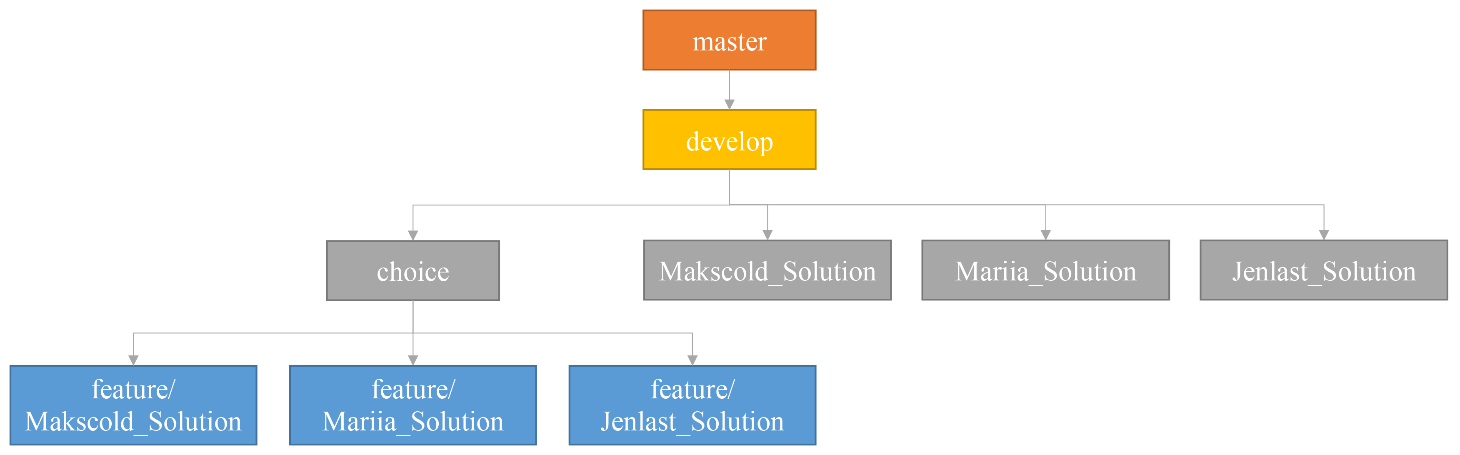 master
develop
choice
Makscold_Solution
Mariia_Solution
Jenlast_Solution
feature/
Makscold_Solution
feature/
Mariia_Solution
feature/
Jenlast_Solution